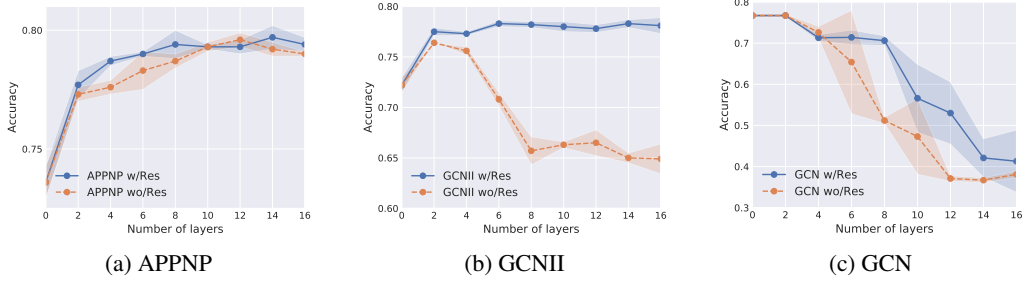 0.80
0.75
Accuracy
APPNP w/Res
APPNP wo/Res
0 2 4 6 8 10 12 14 16
Number of layers
(a) APPNP
0.80
0.75
0.70
0.65
0.60
Accuracy
GCNII w/Res
GCNII wo/Res
0 2 4 6 8 10 12 14 16
Number of layers
(b) GCNII
0.8
0.7
0.6
0.5
0.4
0.3
Accuracy
GCN w/Res
GCN wo/Res
0 2 4 6 8 10 12 14 16
Number of layers
(c) GCN